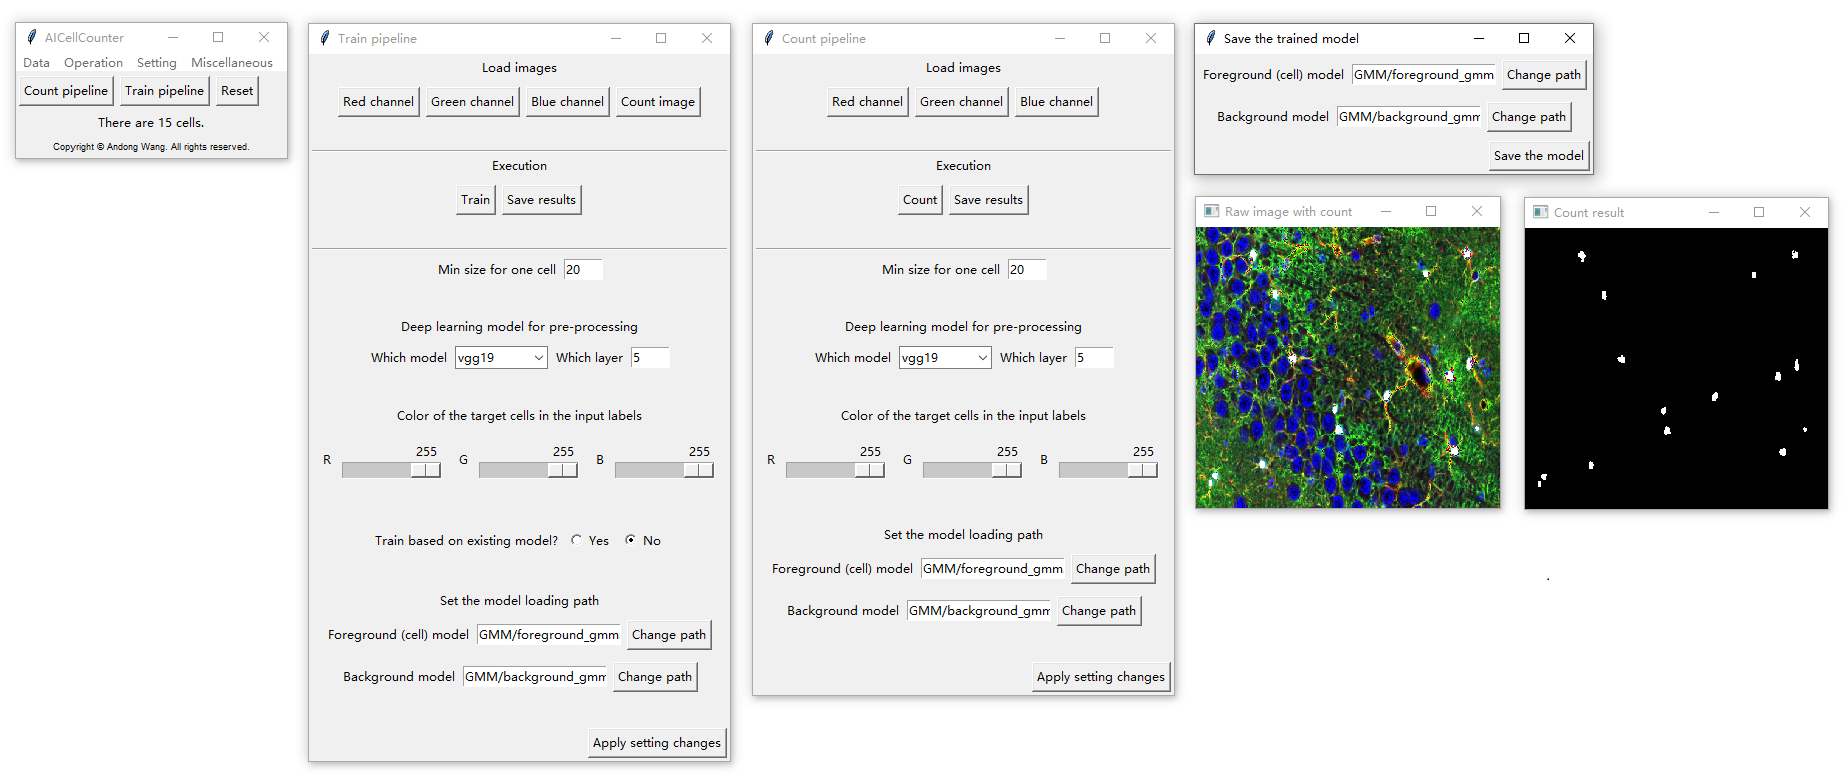 AICellCounter
Data Operation Setting Miscellaneous
Count pipeline Train pipeline Reset
There are 15 cells.
Copyright © Andong Wang. All rights reserved.
Train pipeline
Load images
Red channel Green channel Blue channel Count image
Execution
Train Save results
Min size for one cell 20
Deep learning model for pre-processing
Which model vgg19 Which layer 5
Color of the target cells in the input labels
255 255 255
R G B
Train based on existing model? Yes No
Set the model loading path
Foreground (cell) model GMM/foreground_gmm Change path
Background model GMM/background_gmm Change path
Apply setting changes
Count pipeline
Load images
Red channel Green channel Blue channel
Execution
Count Save results
Min size for one cell 20
Deep learning model for pre-processing
Which model vgg19 Which layer 5
Color of the target cells in the input labels
255 255 255
R G B
Set the model loading path
Foreground (cell) model GMM/foreground_gmm Change path
Background model GMM/background_gmm Change path
Apply setting changes
Save the trained model
Foreground (cell) model GMM/foreground_gmm Change path
Background model GMM/background_gmm Change path
Save the model
Raw image with count
Count result